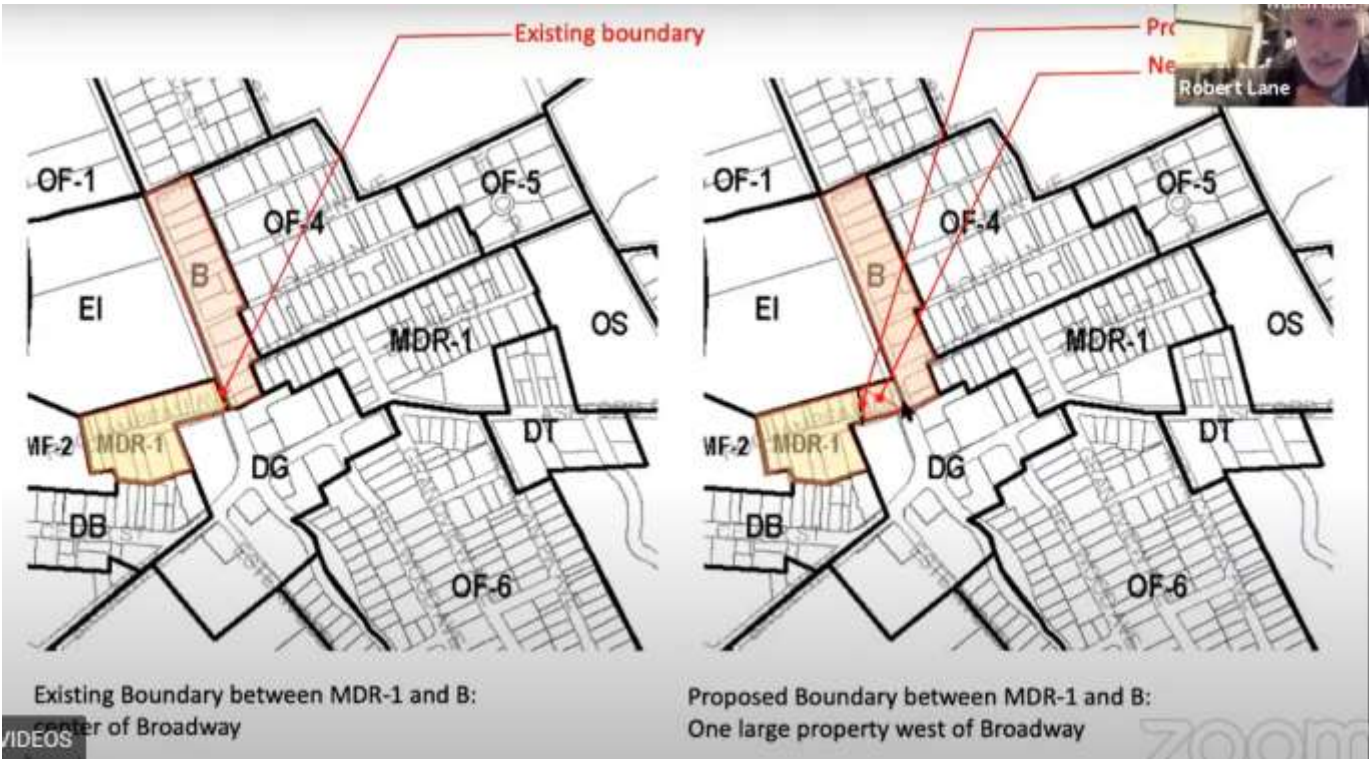 Existing boundary
OF-1
OF-4
OF-5
B
EI
MDR-1
OS
MF-2
MDR-1
DG
DT
DB
OF-6
Existing Boundary between MDR-1 and B:
center of Broadway
VIDEOS
Pro
Ne
Robert Lane
OF-1
OF-4
OF-5
B
EI
MDR-1
OS
MF-2
MDR-1
DG
DT
DB
OF-6
Proposed Boundary between MDR-1 and B:
One large property west of Broadway
zoom